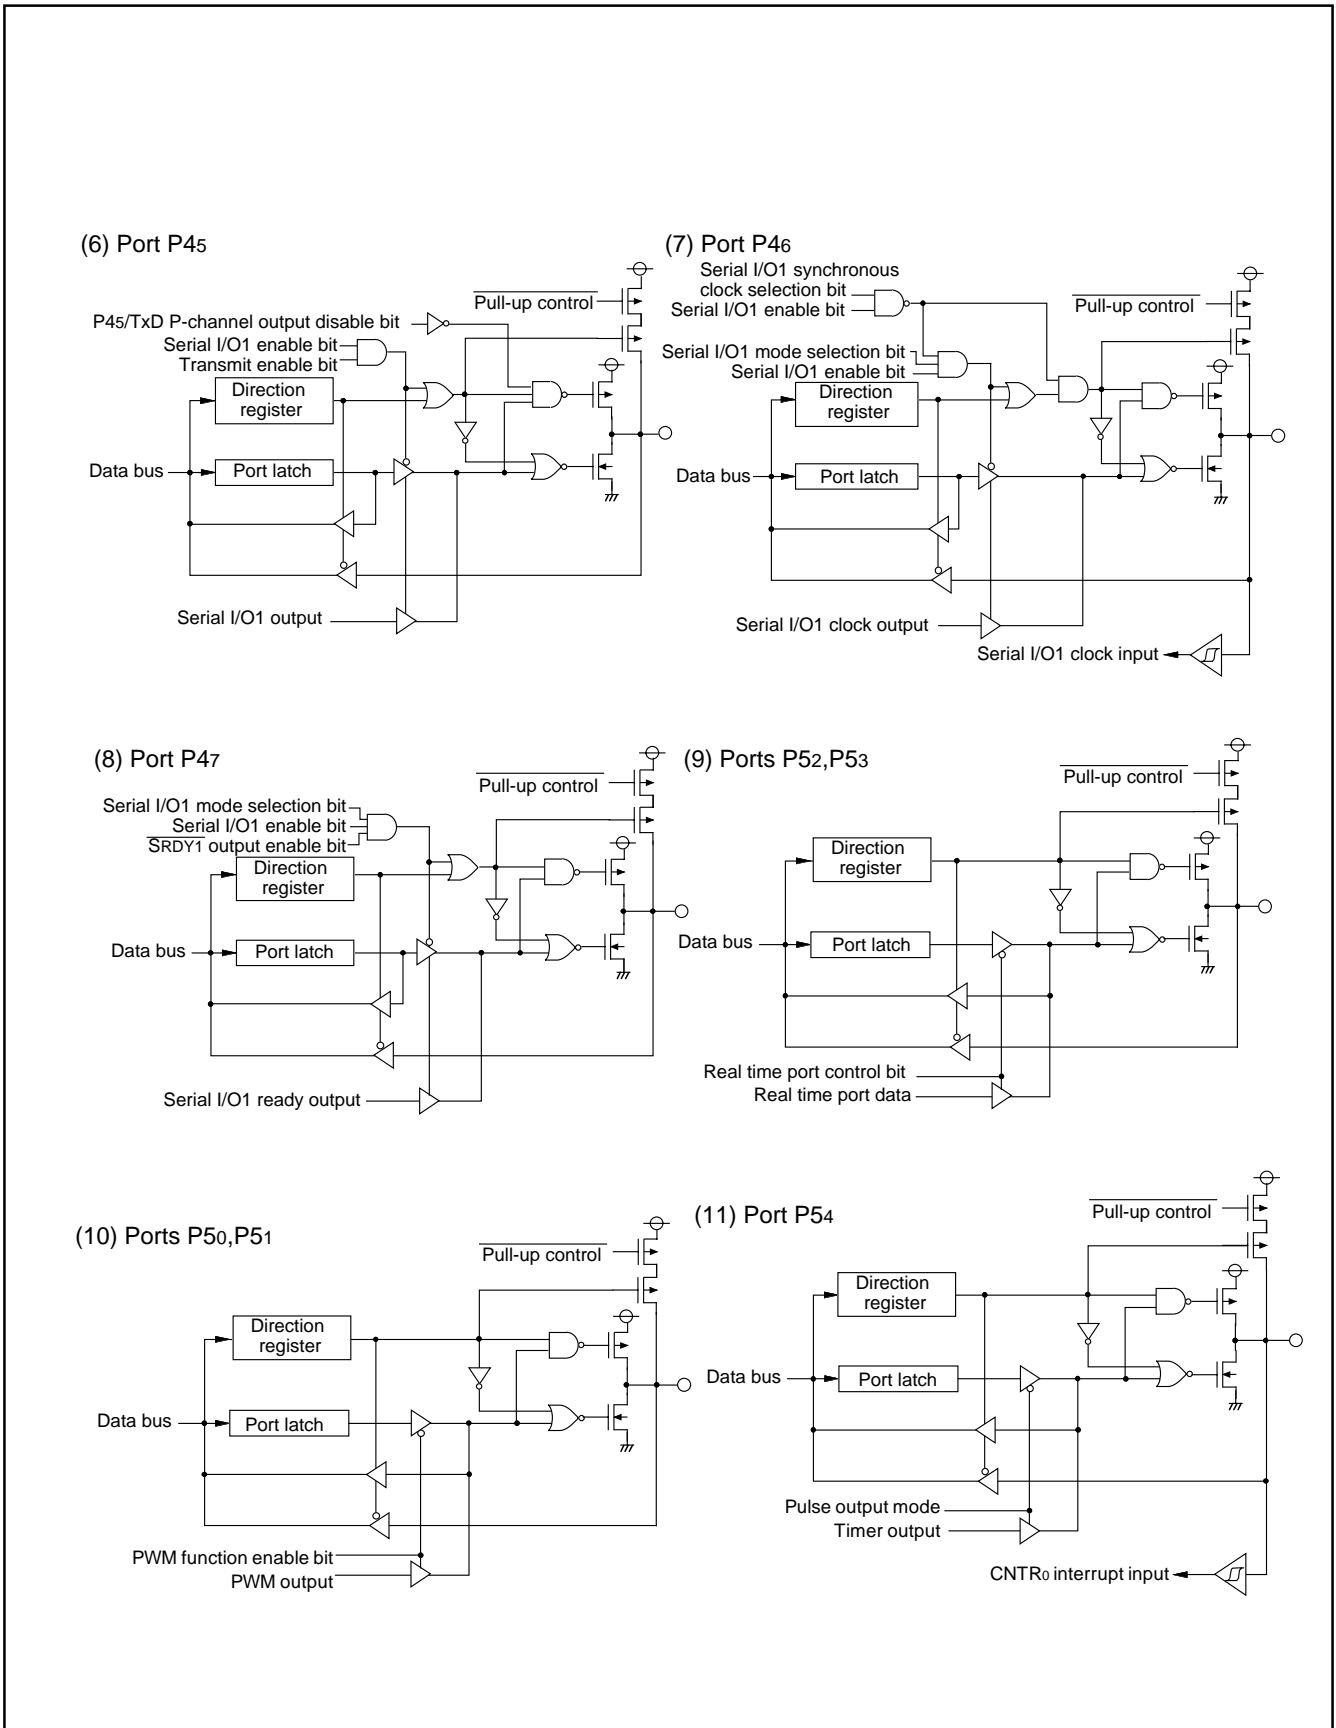 (6) Port P45
Pull-up control
P45/TxD P-channel output disable bit
Serial I/O1 enable bit
Transmit enable bit
Direction
register
Data bus
Port latch
Serial I/O1 output
(7) Port P46
Serial I/O1 synchronous
clock selection bit
Serial I/O1 enable bit
Pull-up control
Serial I/O1 mode selection bit
Serial I/O1 enable bit
Direction
register
Data bus
Port latch
Serial I/O1 clock output
Serial I/O1 clock input
(8) Port P47
Pull-up control
Serial I/O1 mode selection bit
Serial I/O1 enable bit
SRDY1 output enable bit
Direction
register
Data bus
Port latch
Serial I/O1 ready output
(9) Ports P52,P53
Pull-up control
Direction
register
Data bus
Port latch
Real time port control bit
Real time port data
(10) Ports P50,P51
Pull-up control
Direction
register
Data bus
Port latch
PWM function enable bit
PWM output
(11) Port P54
Pull-up control
Direction
register
Data bus
Port latch
Pulse output mode
Timer output
CNTR0 interrupt input